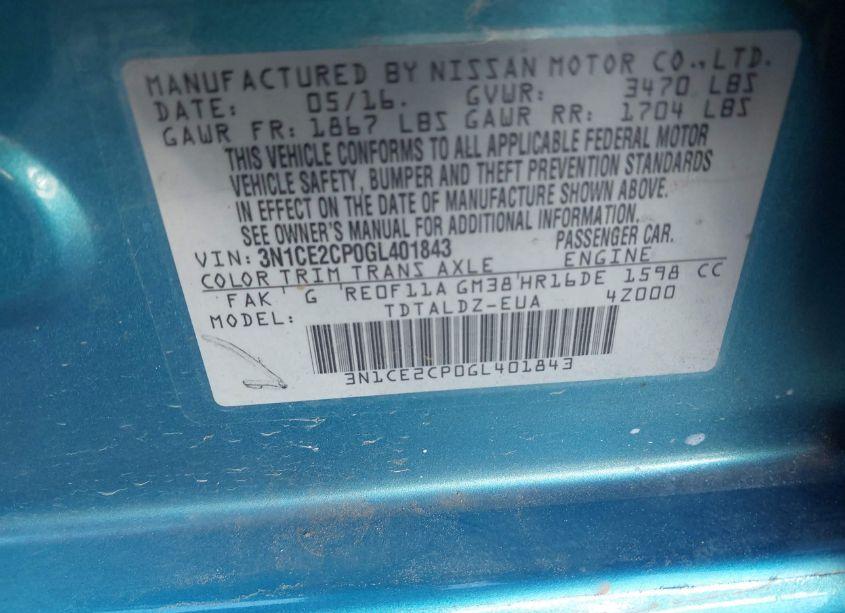 MANUFACTURED BY NISSAN MOTOR CO., LTD.
DATE: 05/16. GVWR: 3470 LBS
GAWR FR: 1867 LBS GAWR RR: 1704 LBS
THIS VEHICLE CONFORMS TO ALL APPLICABLE FEDERAL MOTOR
VEHICLE SAFETY, BUMPER AND THEFT PREVENTION STANDARDS
IN EFFECT ON THE DATE OF MANUFACTURE SHOWN ABOVE.
SEE OWNER'S MANUAL FOR ADDITIONAL INFORMATION.
VIN: 3N1CE2CP0GL401843 PASSENGER CAR.
COLOR TRIM TRANS AXLE ENGINE
FAK' G 'RE0F11A GM38'HR16DE 1598 CC
MODEL: TDTALDZ-EUA 4Z000
3N1CE2CP0GL401843